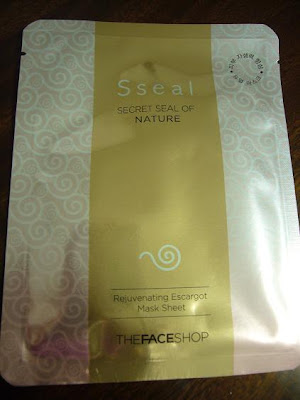 Sseal
SECRET SEAL OF
NATURE
Rejuvenating Escargot
Mask Sheet
THEFACESHOP